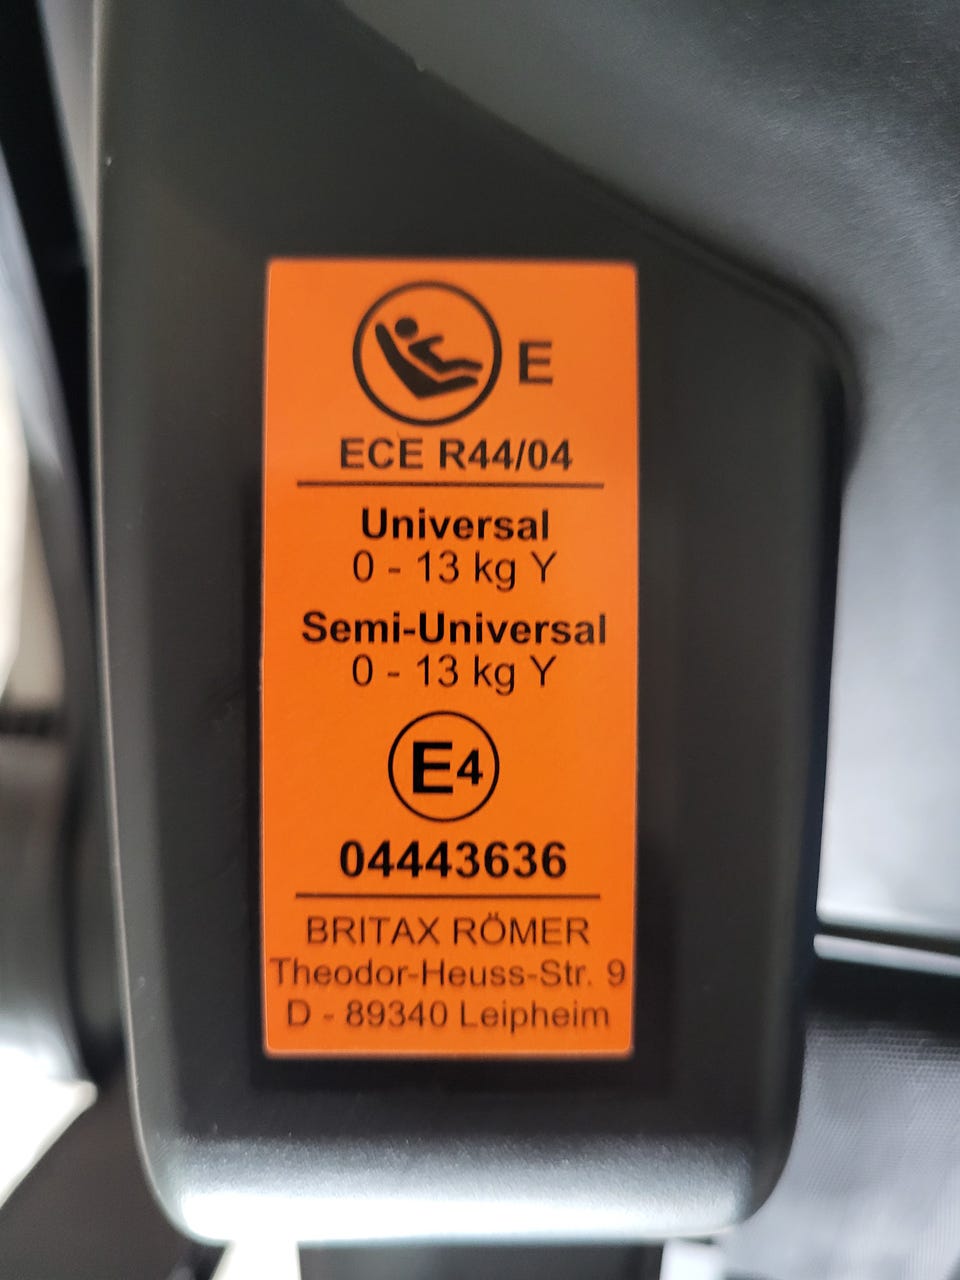 E
ECE R44/04
Universal
0 - 13 kg Y
Semi-Universal
0 - 13 kg Y
E4
04443636
BRITAX RÖMER
Theodor-Heuss-Str. 9
D - 89340 Leipheim